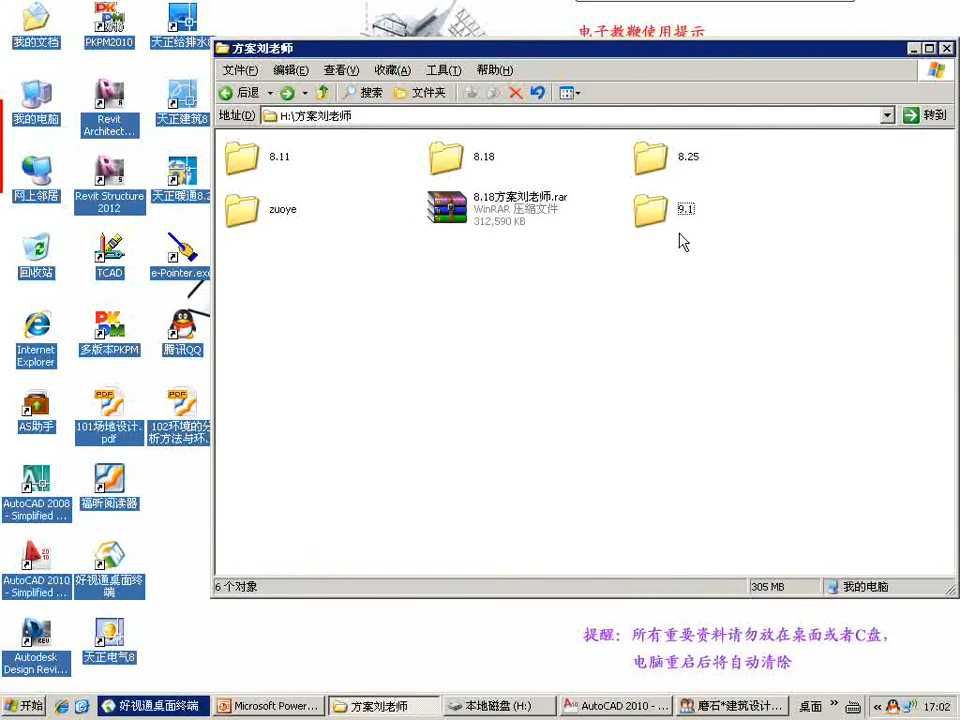 我的文档
PKPM2010
天正给排水8
我的电脑
Revit
Architect...
天正建筑8
网上邻居
Revit Structure
2012
天正暖通8.2
回收站
TCAD
e-Pointer.exe
Internet
Explorer
多版本PKPM
腾讯QQ
AS助手
101场地设计.
pdf
102环境的分
析方法与环.
AutoCAD 2008
- Simplified ...
福昕阅读器
AutoCAD 2010
- Simplified ...
好视通桌面终
端
Autodesk
Design Revi...
天正电气8
电子教鞭使用提示
方案刘老师
文件(F) 编辑(E) 查看(V) 收藏(A) 工具(T) 帮助(H)
后退 搜索 文件夹
地址(D) H:\方案刘老师 转到
8.11
8.18
8.25
zuoye
8.18方案刘老师.rar
WinRAR 压缩文件
312,590 KB
9.1
6 个对象 305 MB 我的电脑
提醒：所有重要资料请勿放在桌面或者C盘，
电脑重启后将自动清除
开始 好视通桌面终端 Microsoft Power... 方案刘老师 本地磁盘 (H:) AutoCAD 2010 - ... 磨石*建筑设计... 桌面 » « 17:02